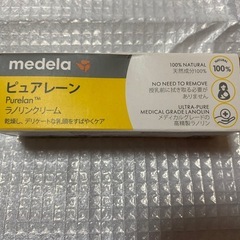 medela
ピュアレーン
Purelan™
ラノリンクリーム
乾燥し、デリケートな乳頭をすばやくケア
100% NATURAL
天然成分100%
NO NEED TO REMOVE
授乳前に拭き取る必要が
ありません
ULTRA-PURE
MEDICAL GRADE LANOLIN
メディカルグレードの
高精製ラノリン
100%